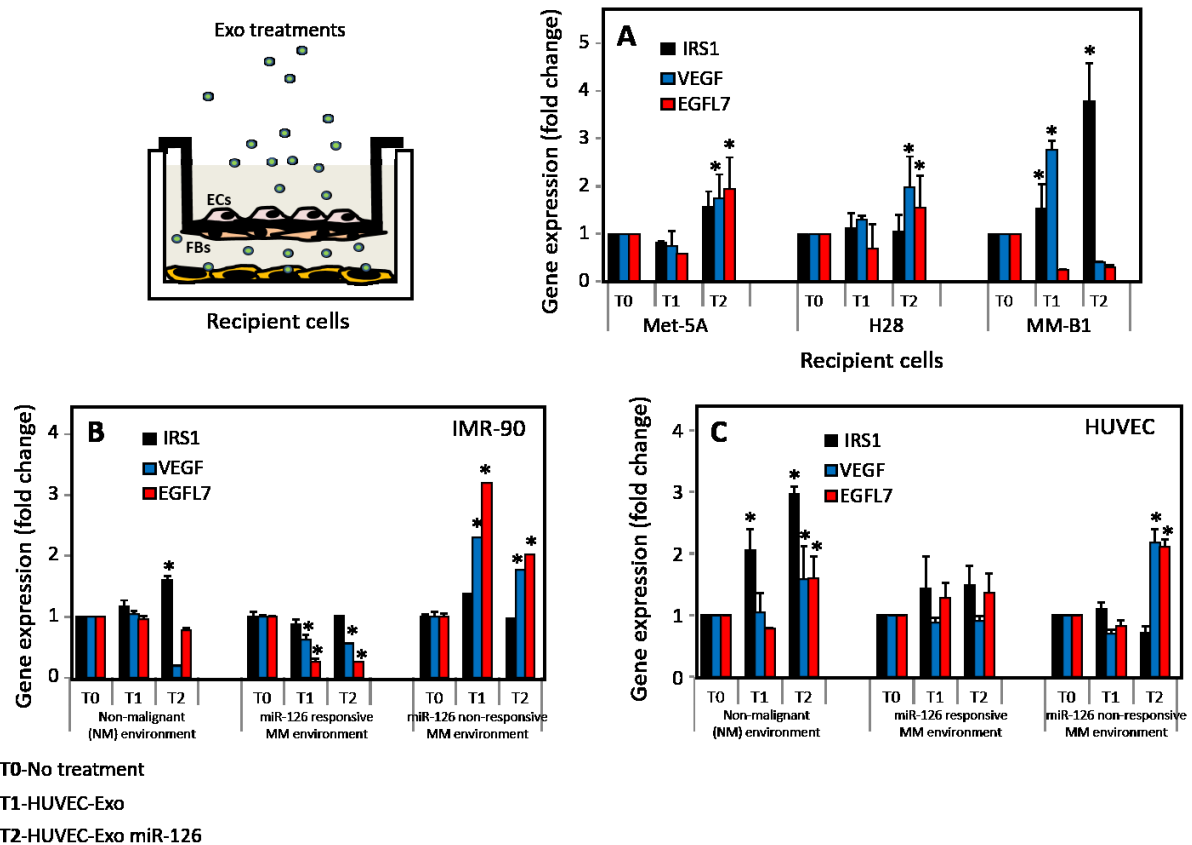 Exo treatments
ECs
FBs
Recipient cells
A
IRS1
VEGF
EGFL7
Gene expression (fold change)
5
4
3
2
1
0
* * * * * * *
T0 T1 T2 T0 T1 T2 T0 T1 T2
Met-5A H28 MM-B1
Recipient cells
B
IMR-90
IRS1
VEGF
EGFL7
Gene expression (fold change)
4
3
2
1
0
* * * * * * * * *
T0 T1 T2 T0 T1 T2 T0 T1 T2
Non-malignant miR-126 responsive miR-126 non-responsive
(NM) environment MM environment MM environment
C
HUVEC
IRS1
VEGF
EGFL7
Gene expression (fold change)
4
3
2
1
0
* * * * * *
T0 T1 T2 T0 T1 T2 T0 T1 T2
Non-malignant miR-126 responsive miR-126 non-responsive
(NM) environment MM environment MM environment
T0-No treatment
T1-HUVEC-Exo
T2-HUVEC-Exo miR-126